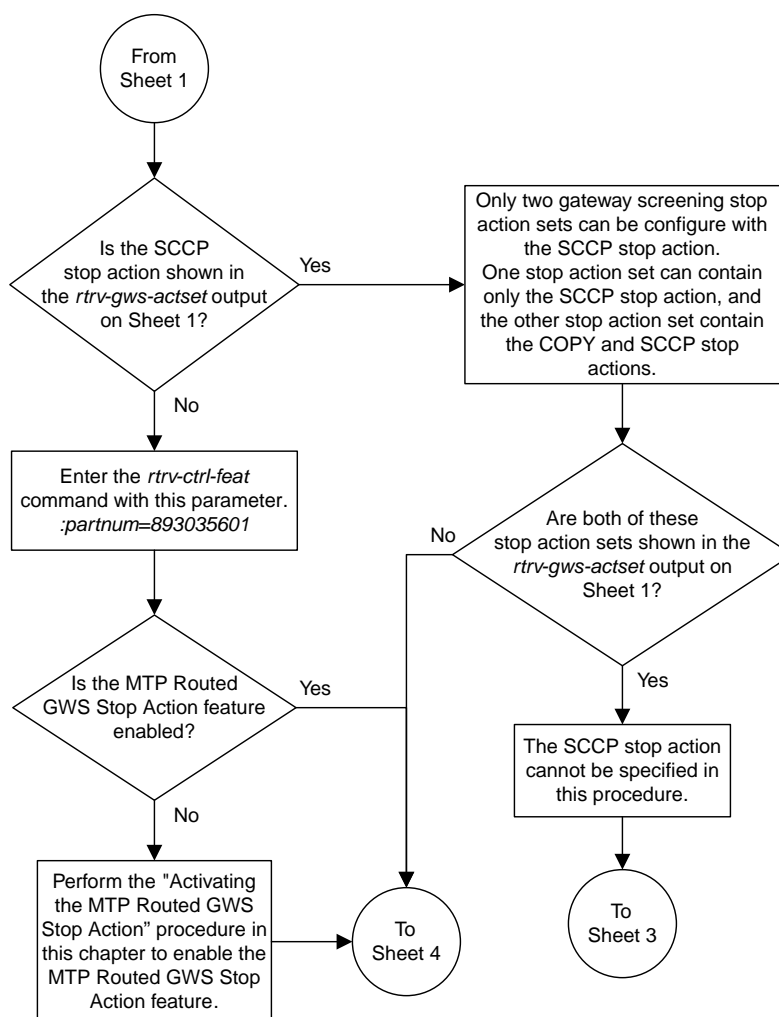 From
Sheet 1
Is the SCCP
stop action shown in
the rtrv-gws-actset output
on Sheet 1?
Yes
No
Only two gateway screening stop
action sets can be configure with
the SCCP stop action.
One stop action set can contain
only the SCCP stop action, and
the other stop action set contain
the COPY and SCCP stop
actions.
Enter the rtrv-ctrl-feat
command with this parameter.
:partnum=893035601
Are both of these
stop action sets shown in the
rtrv-gws-actset output on
Sheet 1?
No
Yes
Is the MTP Routed
GWS Stop Action feature
enabled?
Yes
No
The SCCP stop action
cannot be specified in
this procedure.
Perform the "Activating
the MTP Routed GWS
Stop Action” procedure in
this chapter to enable the
MTP Routed GWS Stop
Action feature.
To
Sheet 4
To
Sheet 3